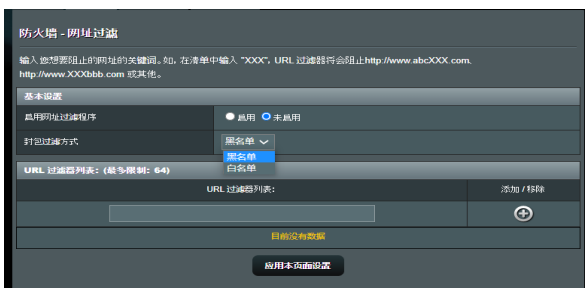 防火墙 - 网址过滤
输入您想要阻止的网址的关键词。如, 在清单中输入 "XXX", URL 过滤器将会阻止http://www.abcXXX.com,
http://www.XXXbbb.com 或其他。
基本设置
启用网址过滤程序
启用 未启用
封包过滤方式
黑名单
黑名单
白名单
URL 过滤器列表: (最多限制: 64)
URL 过滤器列表: 添加 / 移除
目前没有数据
应用本页面设置